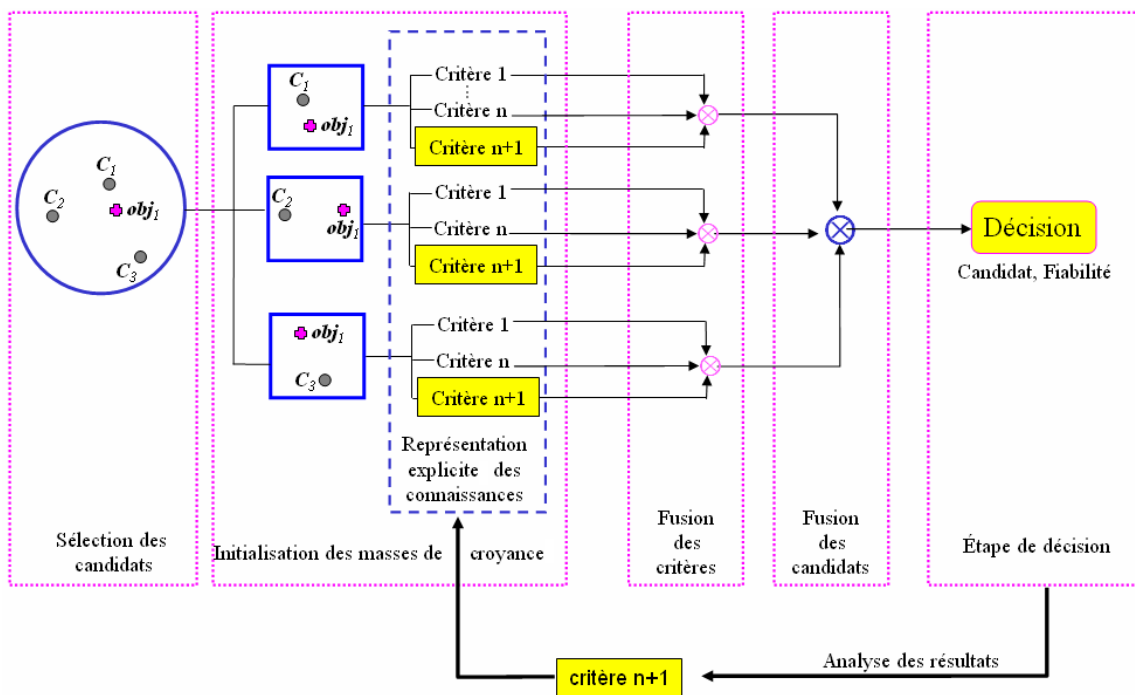 C1
C2
obj1
C3
C1
obj1
C2
obj1
obj1
C3
Critère 1
Critère n
Critère n+1
Critère 1
Critère n
Critère n+1
Critère 1
Critère n
Critère n+1
Représentation
explicite des
connaissances
Décision
Candidat, Fiabilité
Sélection des
candidats
Initialisation des masses de croyance
Fusion
des
critères
Fusion
des
candidats
Étape de décision
Analyse des résultats
critère n+1